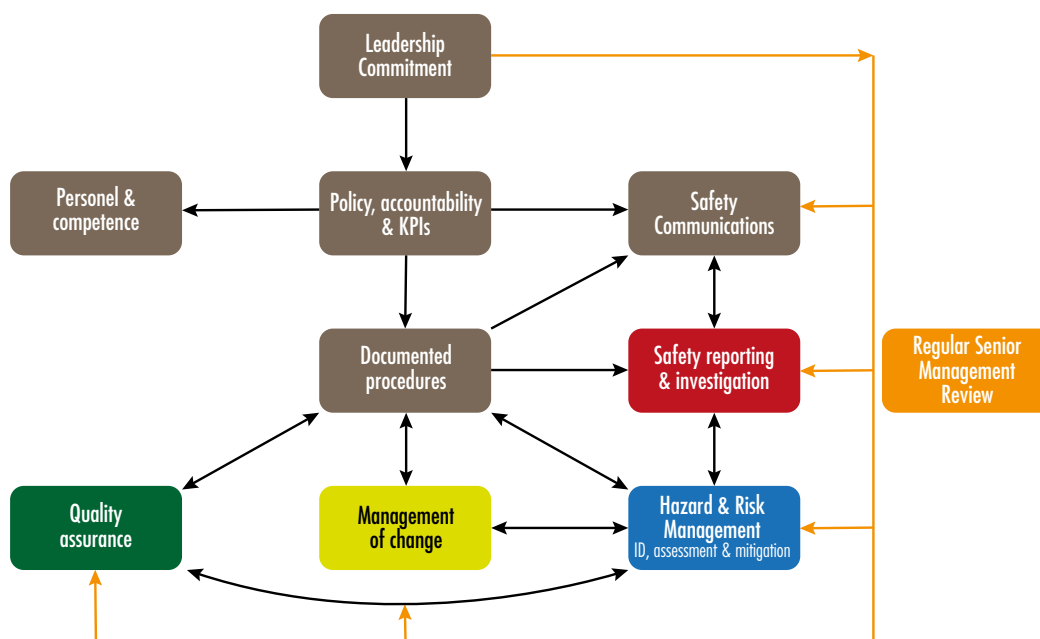 Leadership
Commitment
Personel &
competence
Policy, accountability
& KPIs
Safety
Communications
Documented
procedures
Safety reporting
& investigation
Regular Senior
Management
Review
Quality
assurance
Management
of change
Hazard & Risk
Management
ID, assessment & mitigation